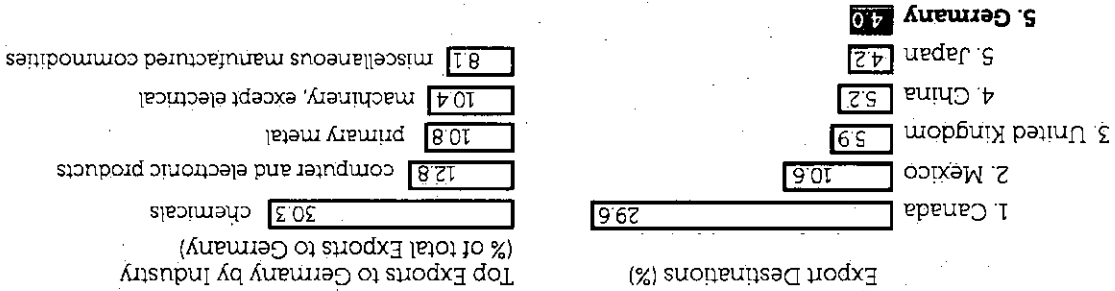 Export Destinations (%)
1. Canada 29.6
2. Mexico 10.6
3. United Kingdom 5.9
4. China 5.2
5. Japan 4.2
5. Germany 4.0
Top Exports to Germany by Industry
(% of total Exports to Germany)
30.3 chemicals
12.8 computer and electronic products
10.8 primary metal
10.4 machinery, except electrical
8.1 miscellaneous manufactured commodities